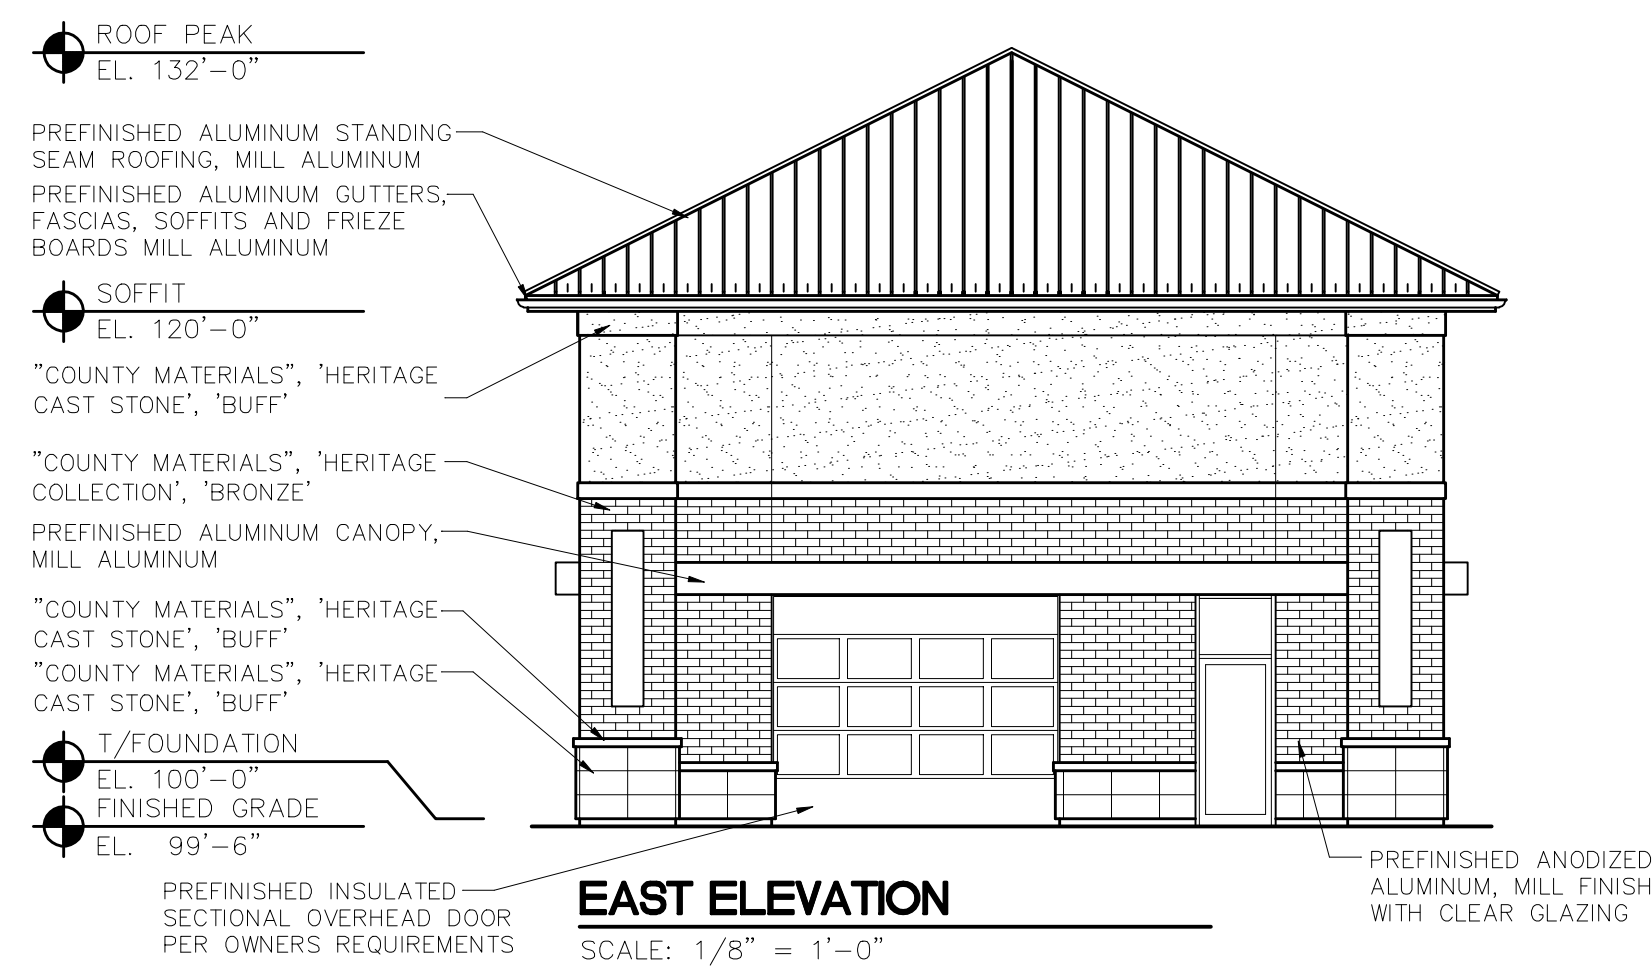 ROOF PEAK
EL. 132'-0"
PREFINISHED ALUMINUM STANDING
SEAM ROOFING, MILL ALUMINUM
PREFINISHED ALUMINUM GUTTERS,
FASCIAS, SOFFITS AND FRIEZE
BOARDS MILL ALUMINUM
SOFFIT
EL. 120'-0"
"COUNTY MATERIALS", 'HERITAGE
CAST STONE', 'BUFF'
"COUNTY MATERIALS", 'HERITAGE
COLLECTION', 'BRONZE'
PREFINISHED ALUMINUM CANOPY,
MILL ALUMINUM
"COUNTY MATERIALS", 'HERITAGE
CAST STONE', 'BUFF'
"COUNTY MATERIALS", 'HERITAGE
CAST STONE', 'BUFF'
T/FOUNDATION
EL. 100'-0"
FINISHED GRADE
EL. 99'-6"
PREFINISHED INSULATED
SECTIONAL OVERHEAD DOOR
PER OWNERS REQUIREMENTS
EAST ELEVATION
SCALE: 1/8" = 1'-0"
PREFINISHED ANODIZED
ALUMINUM, MILL FINISH
WITH CLEAR GLAZING